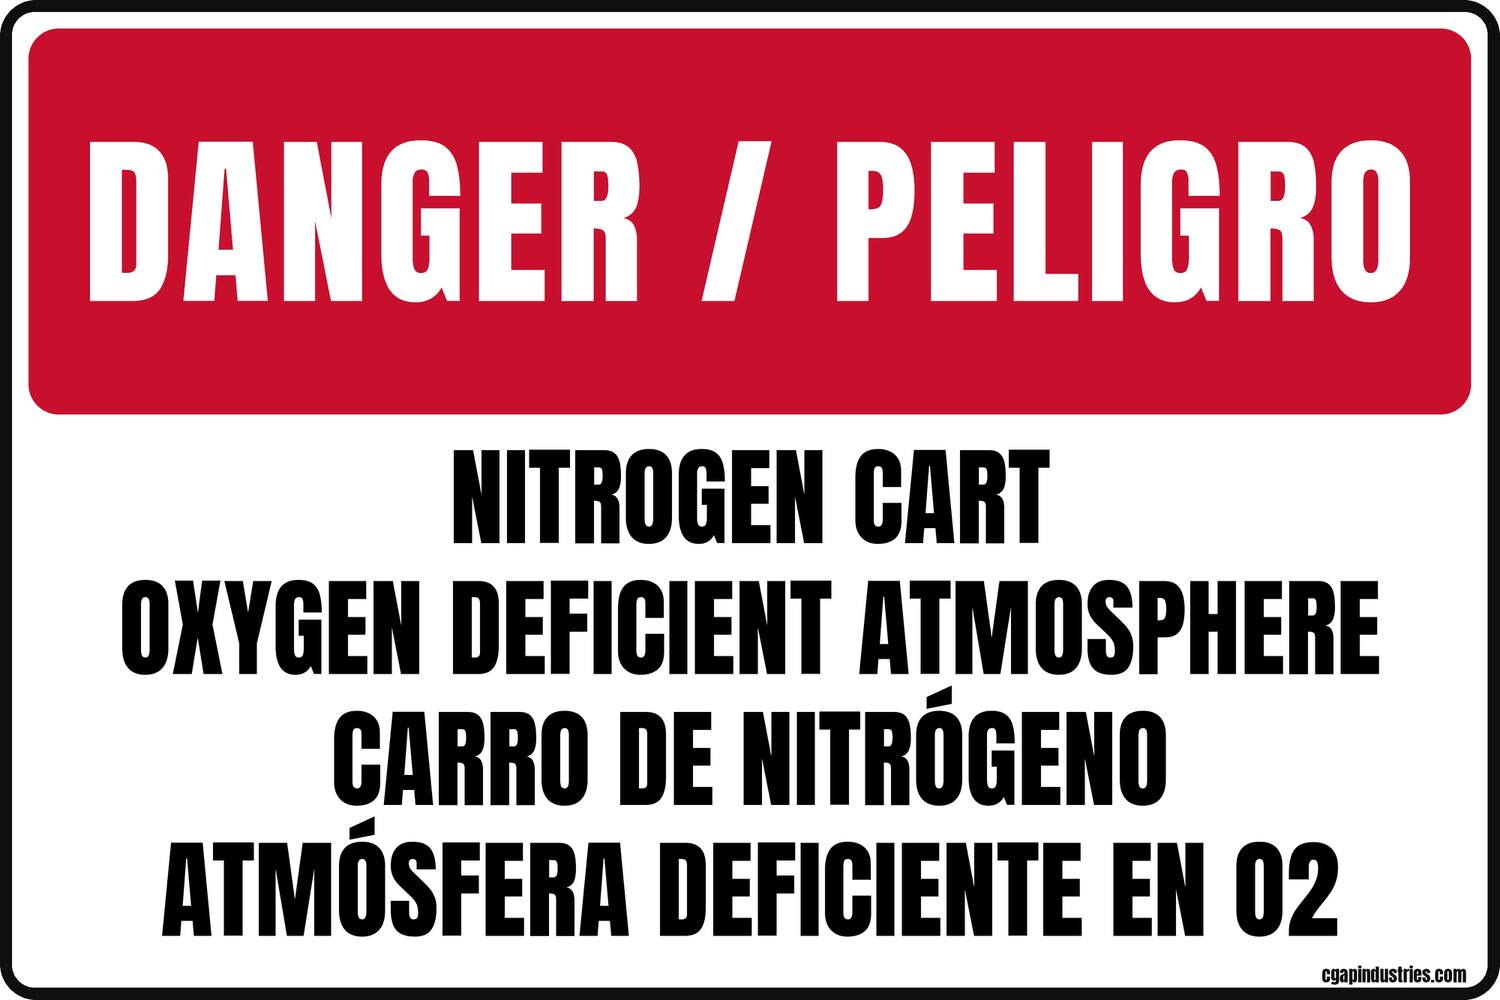 DANGER / PELIGRO
NITROGEN CART
OXYGEN DEFICIENT ATMOSPHERE
CARRO DE NITRÓGENO
ATMÓSFERA DEFICIENTE EN O2
cgapindustries.com